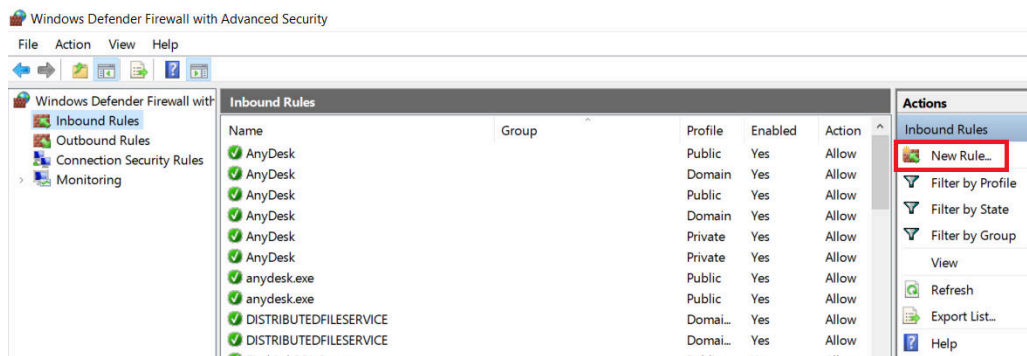 Windows Defender Firewall with Advanced Security
File Action View Help
Windows Defender Firewall with
Inbound Rules
Outbound Rules
Connection Security Rules
Monitoring
Inbound Rules
Name Group Profile Enabled Action
AnyDesk Public Yes Allow
AnyDesk Domain Yes Allow
AnyDesk Public Yes Allow
AnyDesk Domain Yes Allow
AnyDesk Private Yes Allow
AnyDesk Private Yes Allow
anydesk.exe Public Yes Allow
anydesk.exe Public Yes Allow
DISTRIBUTEDFILESERVICE Domai... Yes Allow
DISTRIBUTEDFILESERVICE Domai... Yes Allow
Actions
Inbound Rules
New Rule...
Filter by Profile
Filter by State
Filter by Group
View
Refresh
Export List...
Help